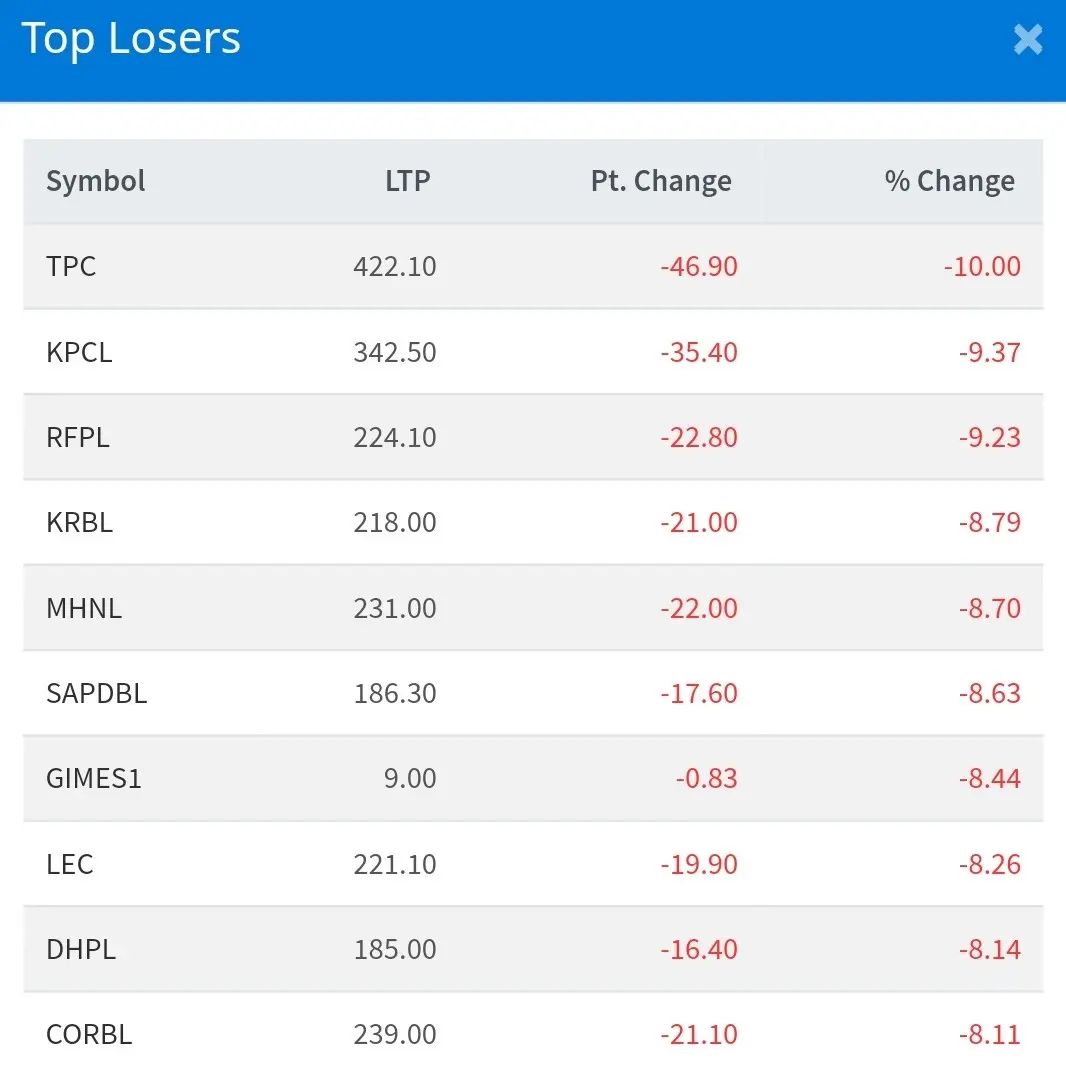 Top Losers
Symbol LTP Pt. Change % Change
TPC 422.10 -46.90 -10.00
KPCL 342.50 -35.40 -9.37
RFPL 224.10 -22.80 -9.23
KRBL 218.00 -21.00 -8.79
MHNL 231.00 -22.00 -8.70
SAPDBL 186.30 -17.60 -8.63
GIMES1 9.00 -0.83 -8.44
LEC 221.10 -19.90 -8.26
DHPL 185.00 -16.40 -8.14
CORBL 239.00 -21.10 -8.11